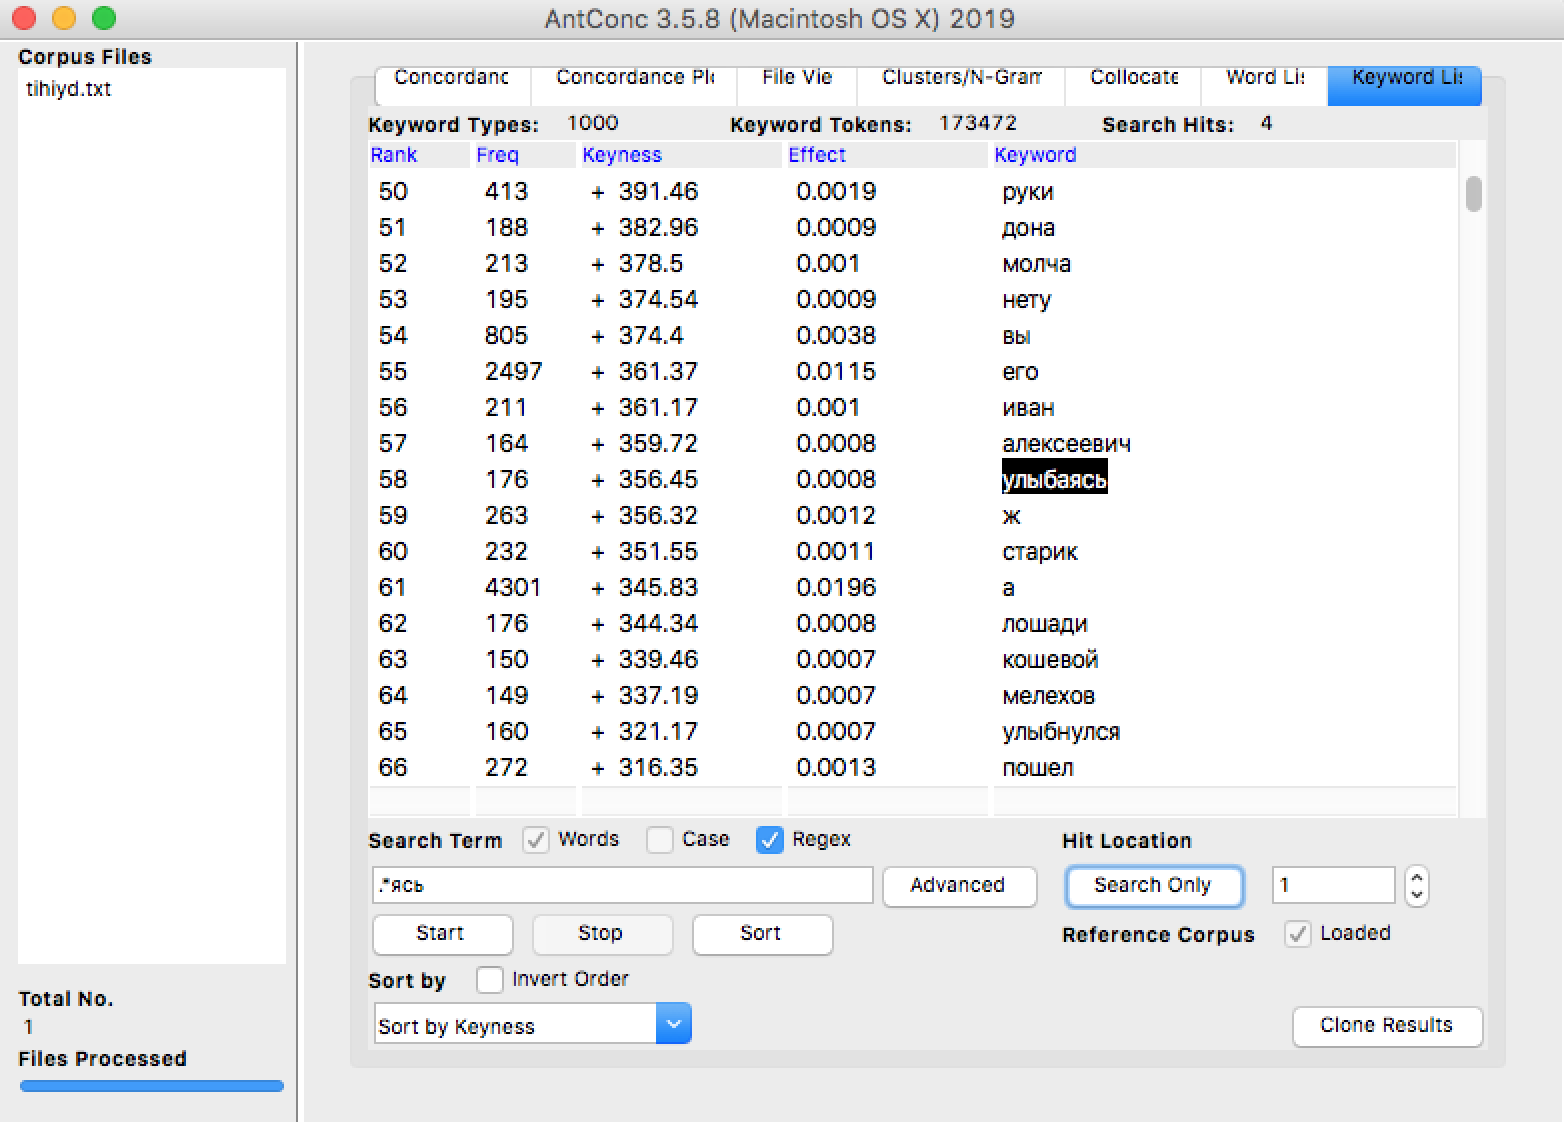 AntConc 3.5.8 (Macintosh OS X) 2019
Corpus Files
tihiyd.txt
Concordanc Concordance Plo File Vie Clusters/N-Gram Collocate Word Lis Keyword Lis
Keyword Types: 1000 Keyword Tokens: 173472 Search Hits: 4
Rank Freq Keyness Effect Keyword
50 413 + 391.46 0.0019 руки
51 188 + 382.96 0.0009 дона
52 213 + 378.5 0.001 молча
53 195 + 374.54 0.0009 нету
54 805 + 374.4 0.0038 вы
55 2497 + 361.37 0.0115 его
56 211 + 361.17 0.001 иван
57 164 + 359.72 0.0008 алексеевич
58 176 + 356.45 0.0008 улыбаясь
59 263 + 356.32 0.0012 ж
60 232 + 351.55 0.0011 старик
61 4301 + 345.83 0.0196 а
62 176 + 344.34 0.0008 лошади
63 150 + 339.46 0.0007 кошевой
64 149 + 337.19 0.0007 мелехов
65 160 + 321.17 0.0007 улыбнулся
66 272 + 316.35 0.0013 пошел
Search Term Words Case Regex Hit Location
.*ясь Advanced Search Only 1
Start Stop Sort Reference Corpus Loaded
Sort by Invert Order
Sort by Keyness
Clone Results
Total No.
1
Files Processed